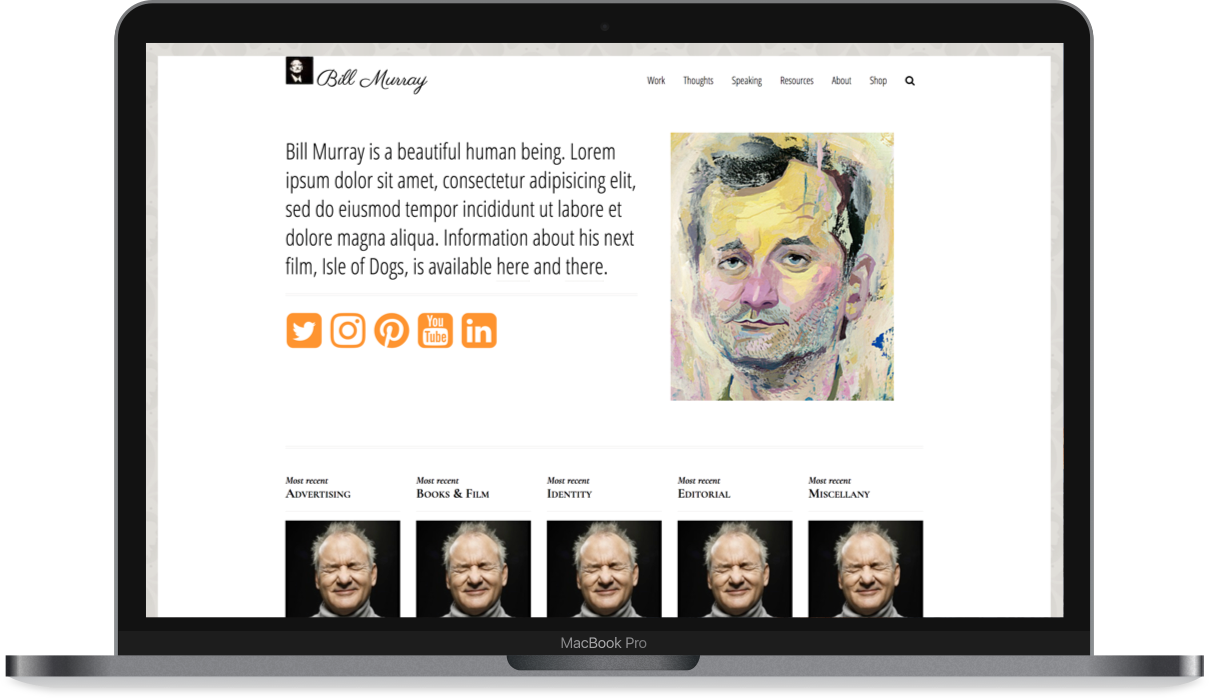 Bill Murray
Work Thoughts Speaking Resources About Shop
Bill Murray is a beautiful human being. Lorem
ipsum dolor sit amet, consectetur adipisicing elit,
sed do eiusmod tempor incididunt ut labore et
dolore magna aliqua. Information about his next
film, Isle of Dogs, is available here and there.
You
Tube
in
Most recent
Advertising
Most recent
Books & Film
Most recent
Identity
Most recent
Editorial
Most recent
Miscellany
MacBook Pro